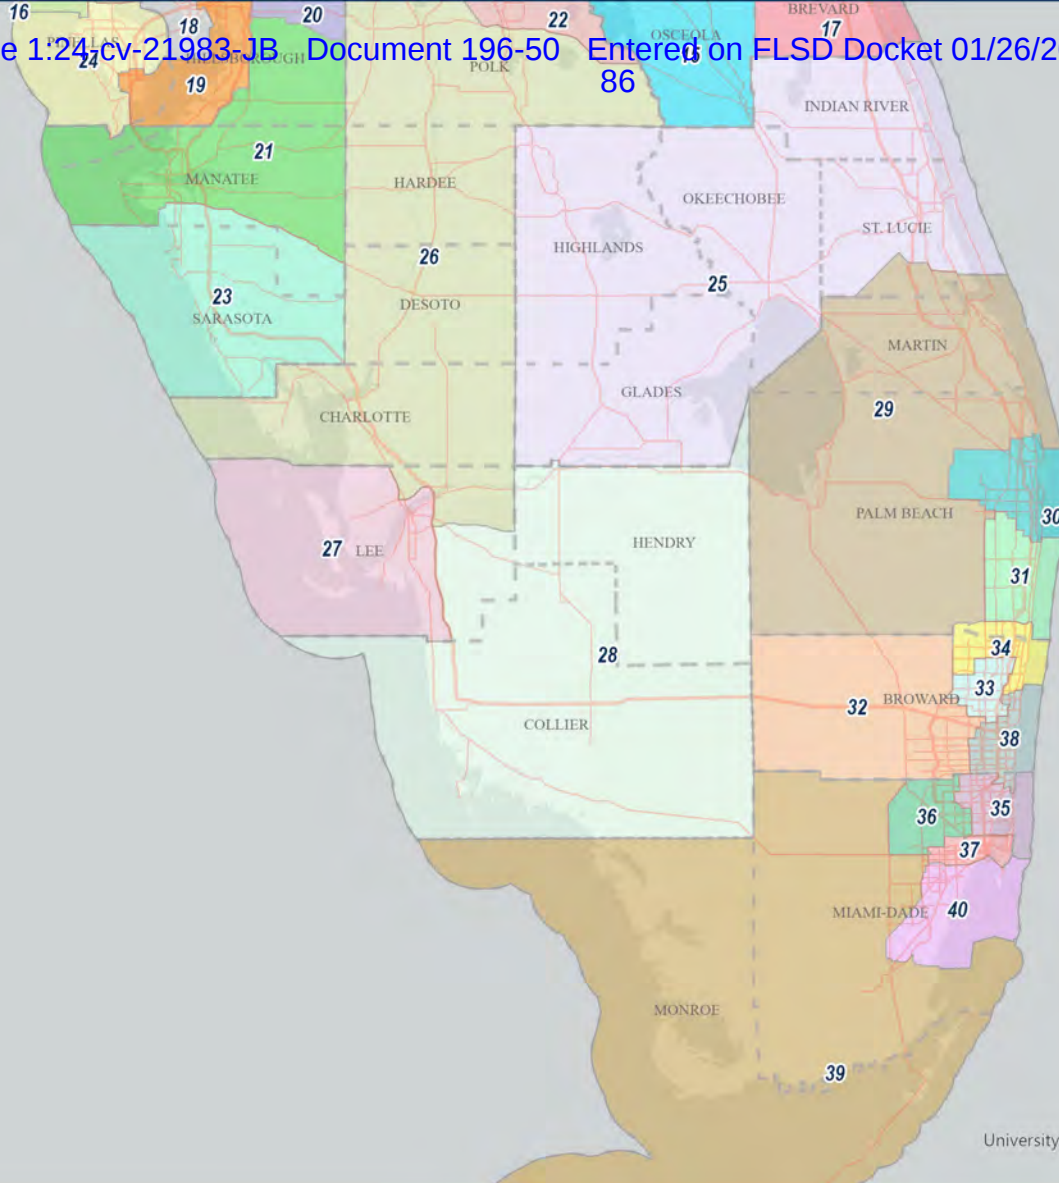 BREVARD
16
18
20
22
17
PINELLAS
OSCEOLA
e 1:24-cv-21983-JB Document 196-50 Entered on FLSD Docket 01/26/2
24
HILLSBOROUGH
15
POLK
86
19
INDIAN RIVER
21
MANATEE
HARDEE
OKEECHOBEE
ST. LUCIE
HIGHLANDS
26
25
23
DESOTO
SARASOTA
MARTIN
GLADES
29
CHARLOTTE
PALM BEACH
30
HENDRY
27 LEE
31
34
28
33
BROWARD
32
COLLIER
38
35
36
37
MIAMI-DADE 40
MONROE
39
University